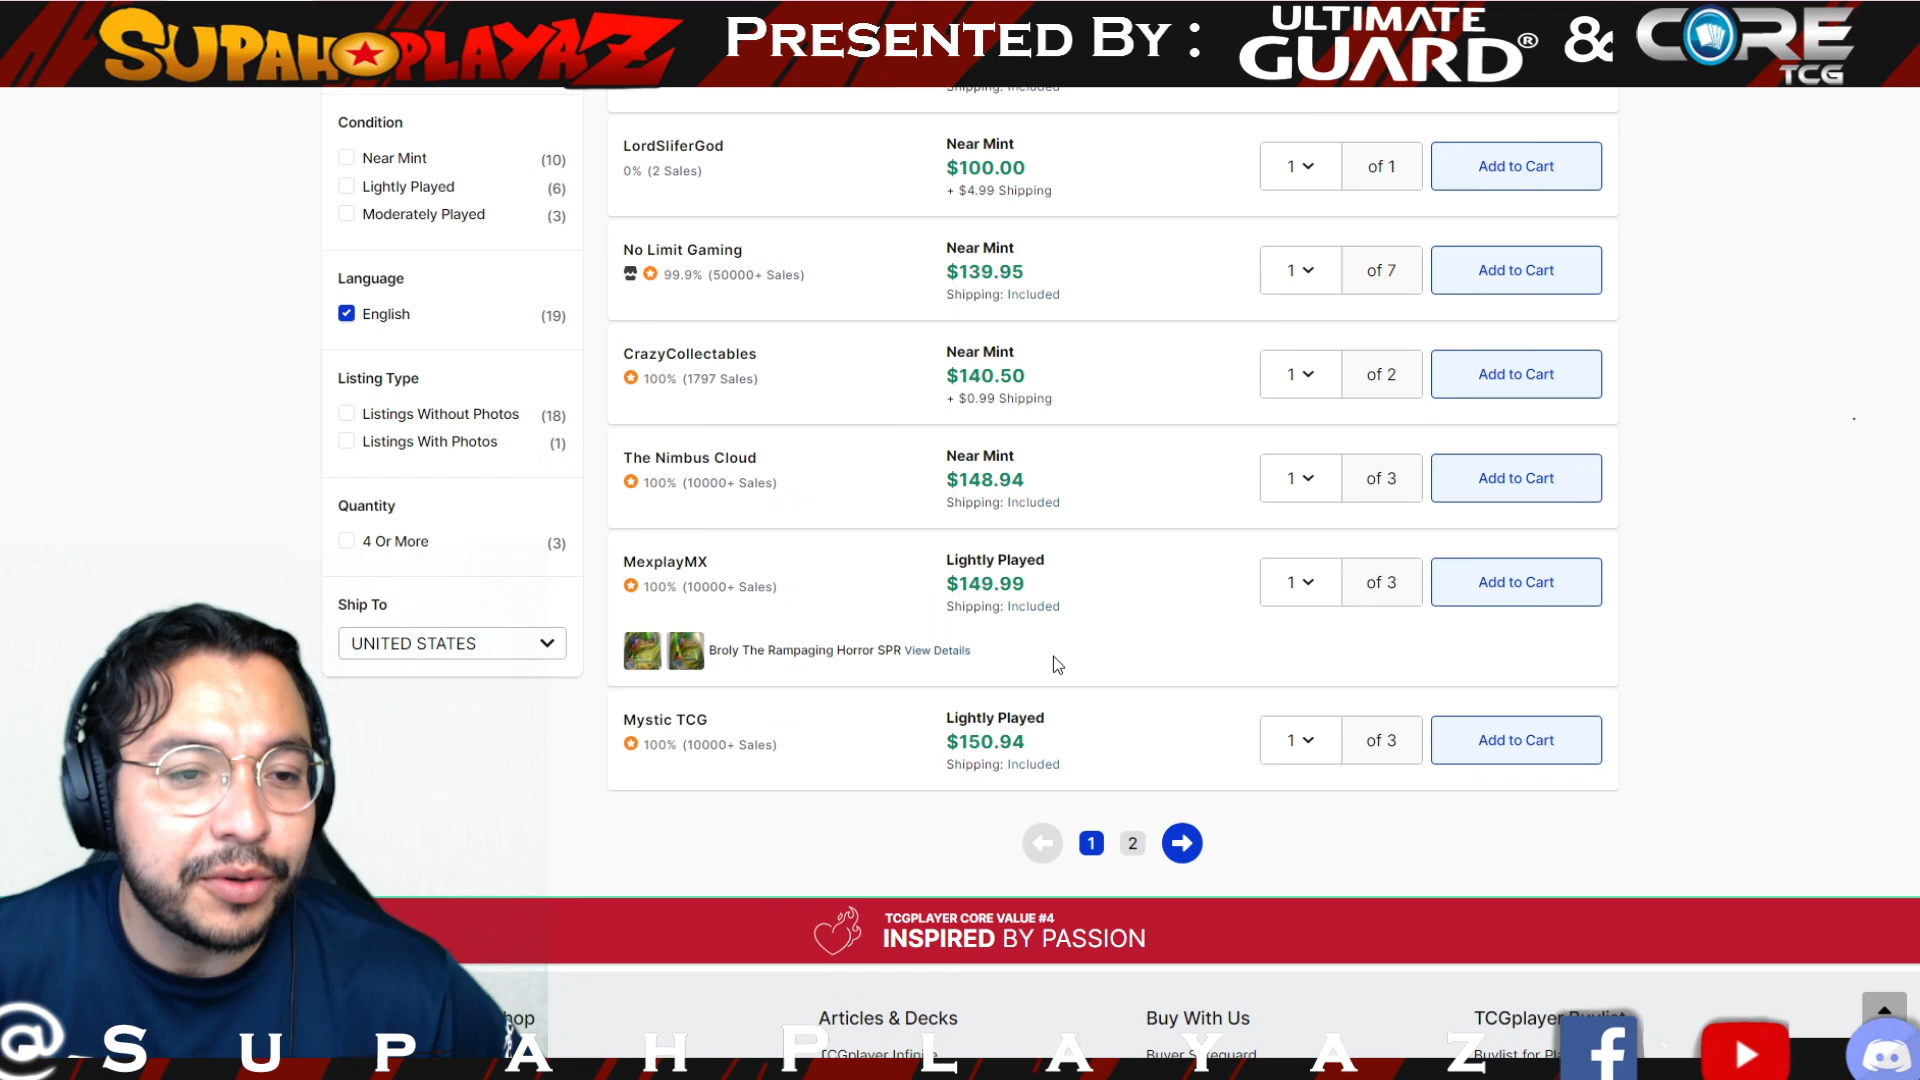 SUPAHPLAYAZ
PRESENTED BY :
ULTIMATE
GUARD®
&
CORE
TCG
Shipping: Included
Condition
Near Mint (10)
Lightly Played (6)
Moderately Played (3)
Language
English (19)
Listing Type
Listings Without Photos (18)
Listings With Photos (1)
Quantity
4 Or More (3)
Ship To
UNITED STATES
LordSliferGod
0% (2 Sales)
Near Mint
$100.00
+ $4.99 Shipping
1 of 1 Add to Cart
No Limit Gaming
99.9% (50000+ Sales)
Near Mint
$139.95
Shipping: Included
1 of 7 Add to Cart
CrazyCollectables
100% (1797 Sales)
Near Mint
$140.50
+ $0.99 Shipping
1 of 2 Add to Cart
The Nimbus Cloud
100% (10000+ Sales)
Near Mint
$148.94
Shipping: Included
1 of 3 Add to Cart
MexplayMX
100% (10000+ Sales)
Lightly Played
$149.99
Shipping: Included
1 of 3 Add to Cart
Broly The Rampaging Horror SPR View Details
Mystic TCG
100% (10000+ Sales)
Lightly Played
$150.94
Shipping: Included
1 of 3 Add to Cart
1 2
TCGPLAYER CORE VALUE #4
INSPIRED BY PASSION
Articles & Decks
Buy With Us
TCGplayer Buylist
TCGplayer Infinite
@SUPAHPLAYAZ